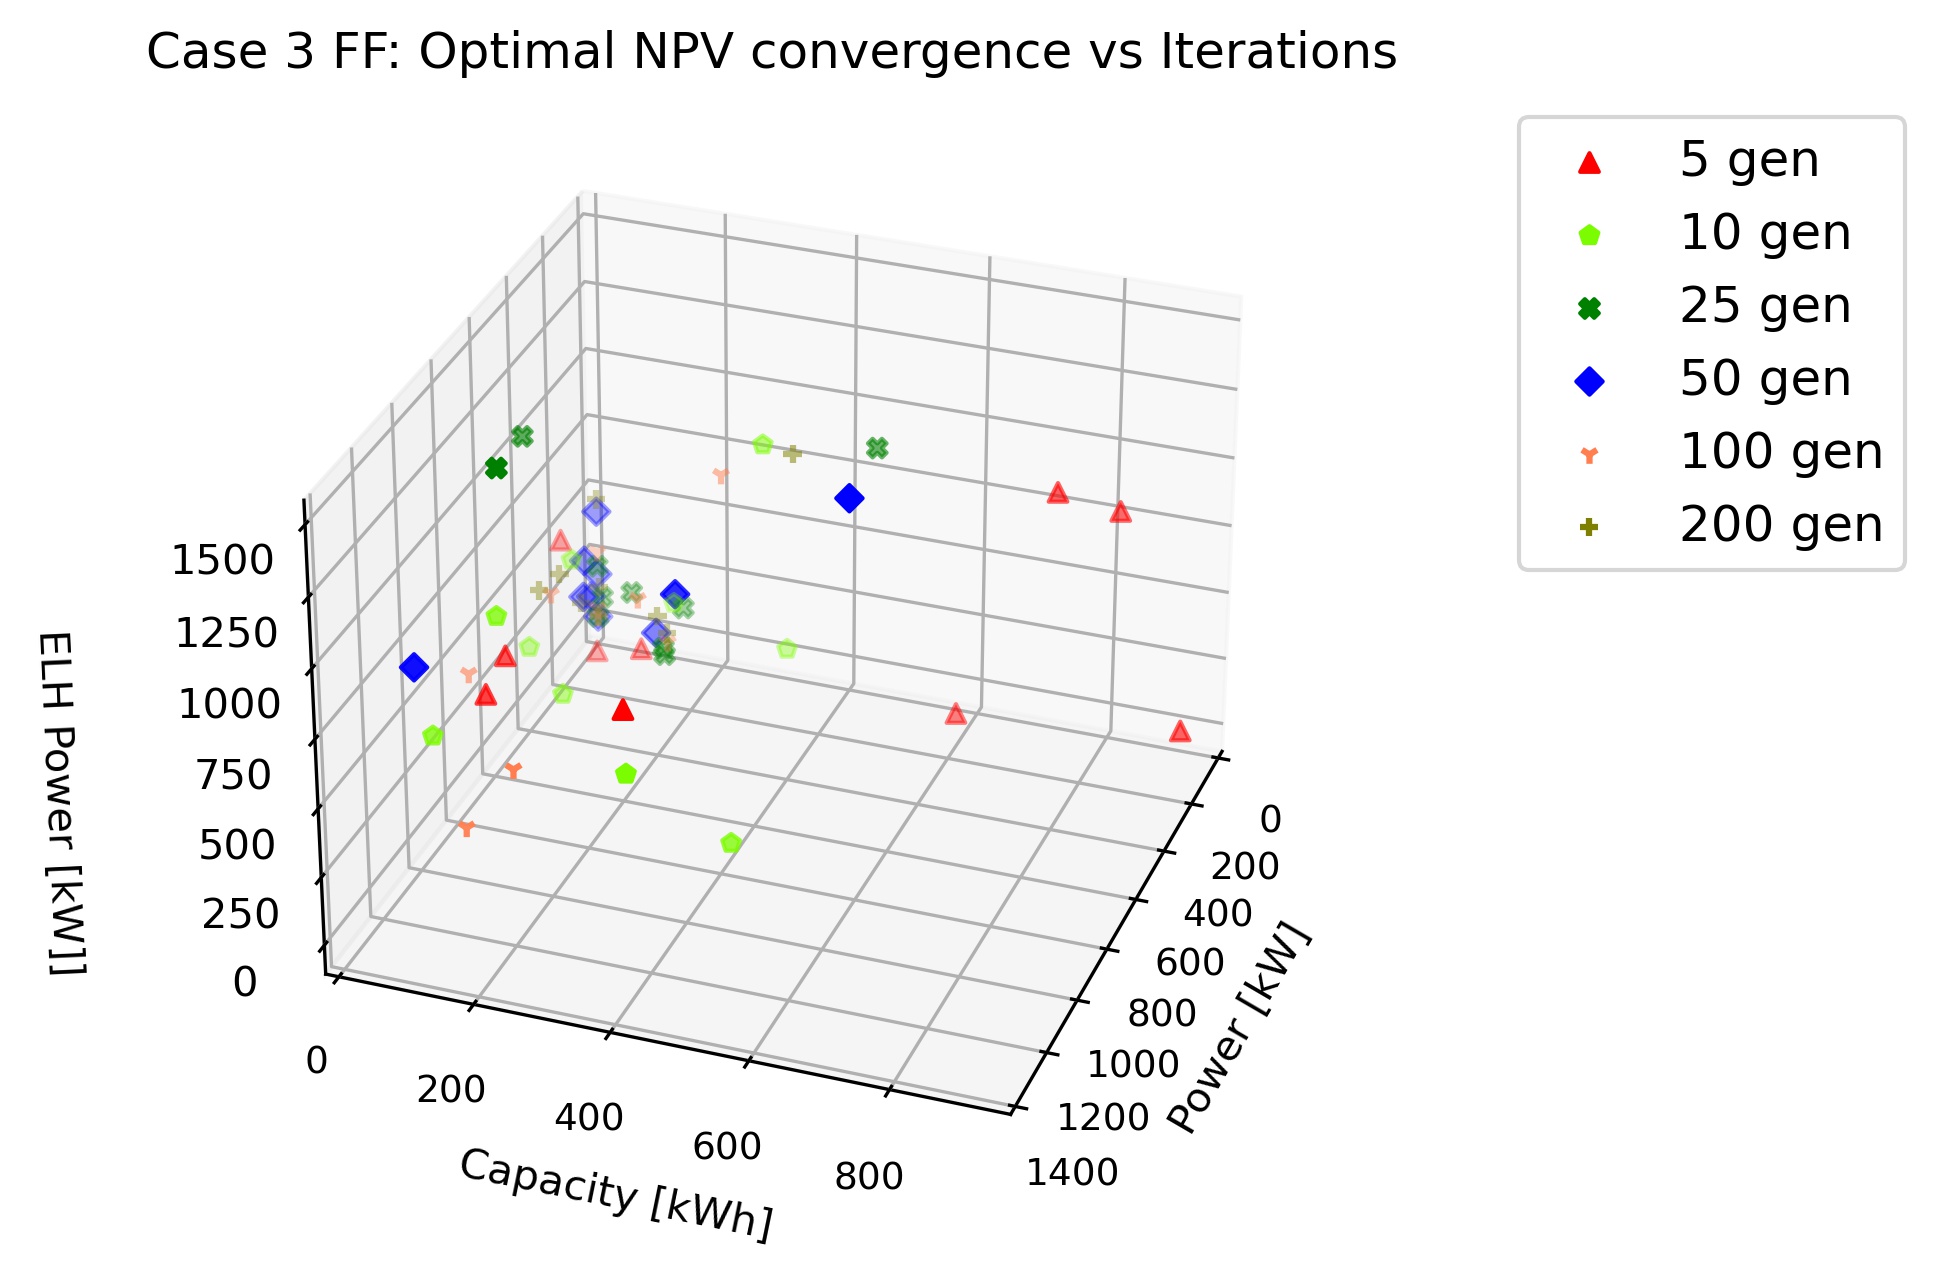 Case 3 FF: Optimal NPV convergence vs Iterations
5 gen
10 gen
25 gen
50 gen
100 gen
200 gen
ELH Power [kW]]
1500
1250
1000
750
500
250
0
0
200
400
600
800
Capacity [kWh]
0
200
400
600
800
1000
1200
1400
Power [kW]